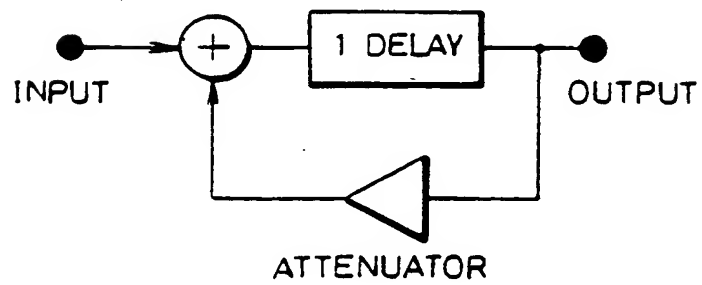 +
1 DELAY
INPUT
OUTPUT
ATTENUATOR